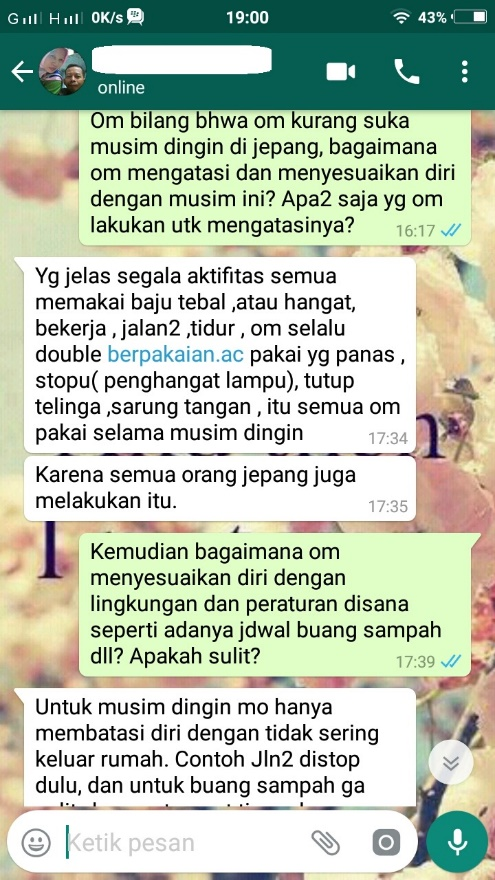 G H 0K/s 19:00 43%
online
Om bilang bhwa om kurang suka
musim dingin di jepang, bagaimana
om mengatasi dan menyesuaikan diri
dengan musim ini? Apa2 saja yg om
lakukan utk mengatasinya? 16:17
Yg jelas segala aktifitas semua
memakai baju tebal ,atau hangat,
bekerja , jalan2 ,tidur , om selalu
double berpakaian.ac pakai yg panas ,
stopu( penghangat lampu), tutup
telinga ,sarung tangan , itu semua om
pakai selama musim dingin 17:34
Karena semua orang jepang juga
melakukan itu. 17:35
Kemudian bagaimana om
menyesuaikan diri dengan
lingkungan dan peraturan disana
seperti adanya jdwal buang sampah
dll? Apakah sulit? 17:39
Untuk musim dingin mo hanya
membatasi diri dengan tidak sering
keluar rumah. Contoh Jln2 distop
dulu, dan untuk buang sampah ga
Ketik pesan